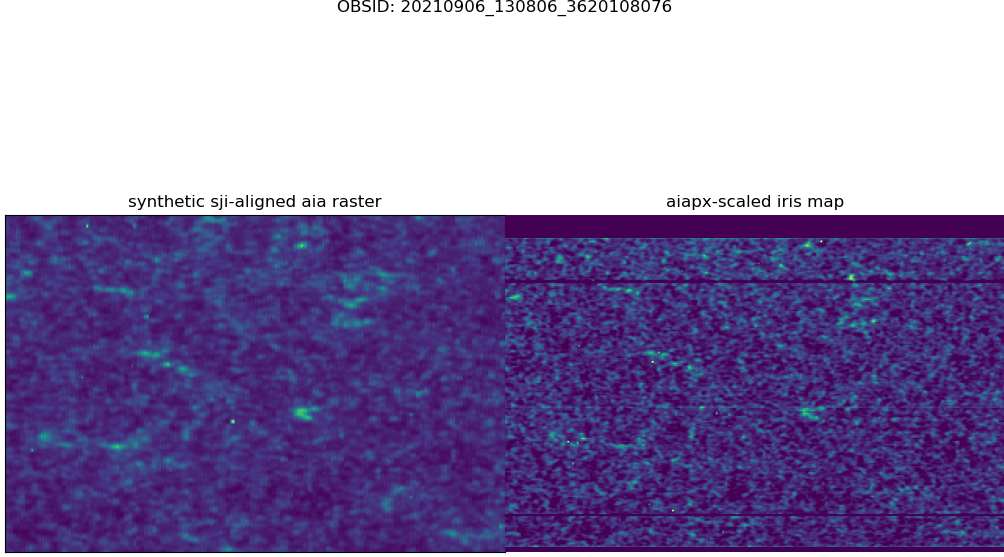 OBSID: 20210906_130806_3620108076
synthetic sji-aligned aia raster
aiapx-scaled iris map